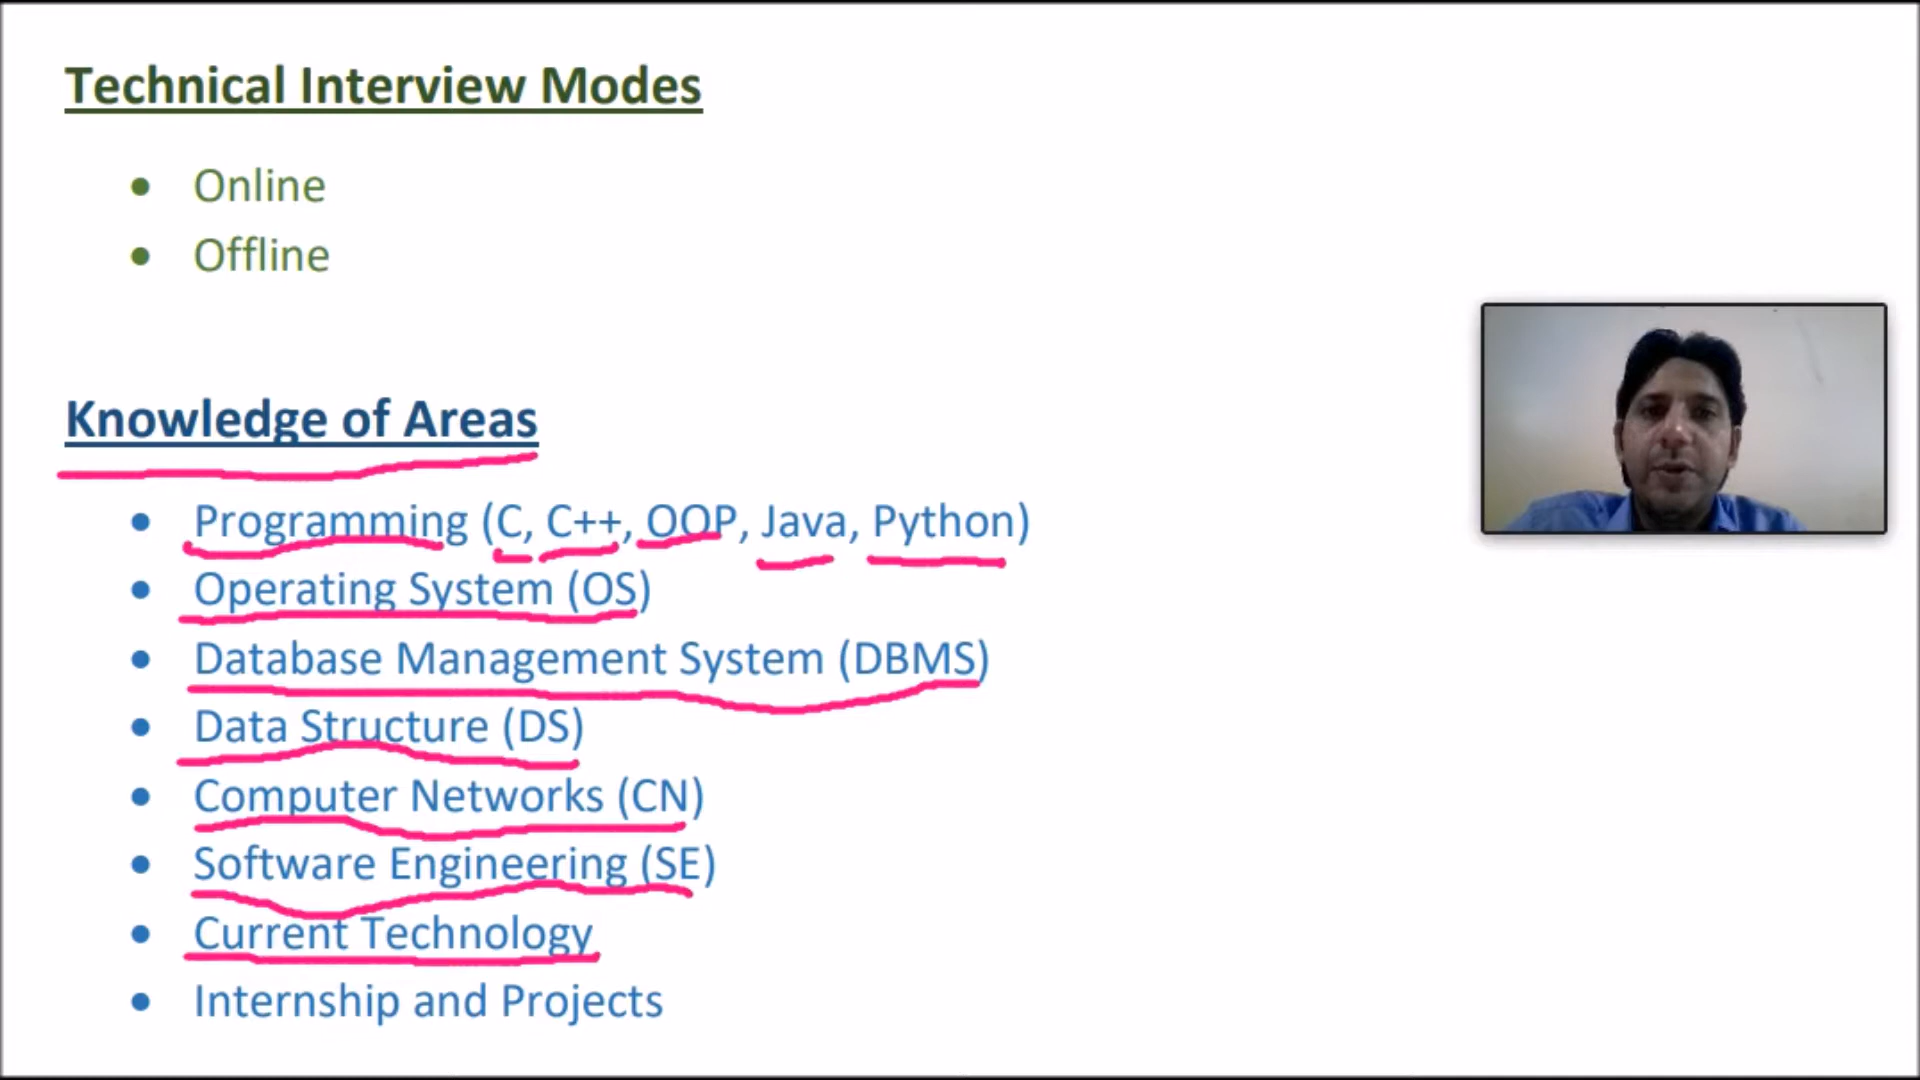 Technical Interview Modes
• Online
• Offline
Knowledge of Areas
• Programming (C, C++, OOP, Java, Python)
• Operating System (OS)
• Database Management System (DBMS)
• Data Structure (DS)
• Computer Networks (CN)
• Software Engineering (SE)
• Current Technology
• Internship and Projects